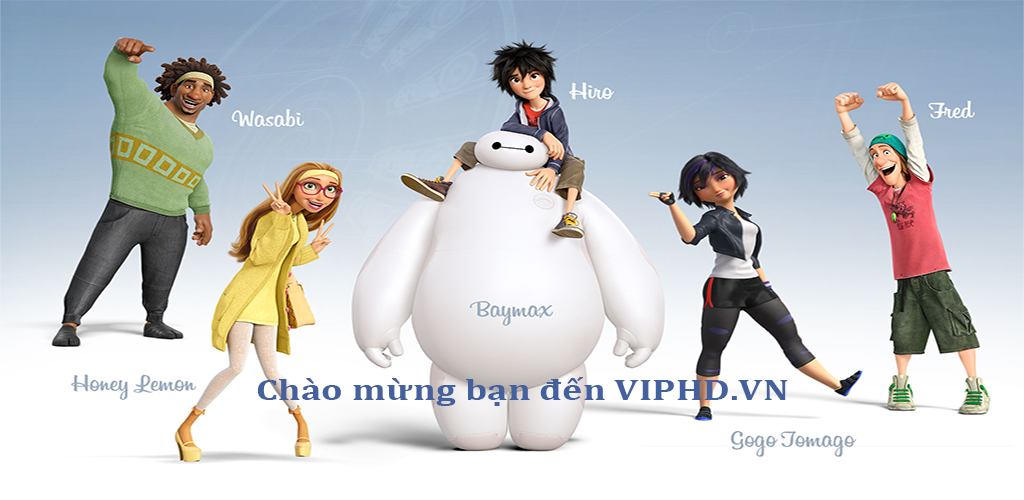 Hiro
Fred
Wasabi
Baymax
Honey Lemon
Chào mừng bạn đến VIPHD.VN
Gogo Tomago